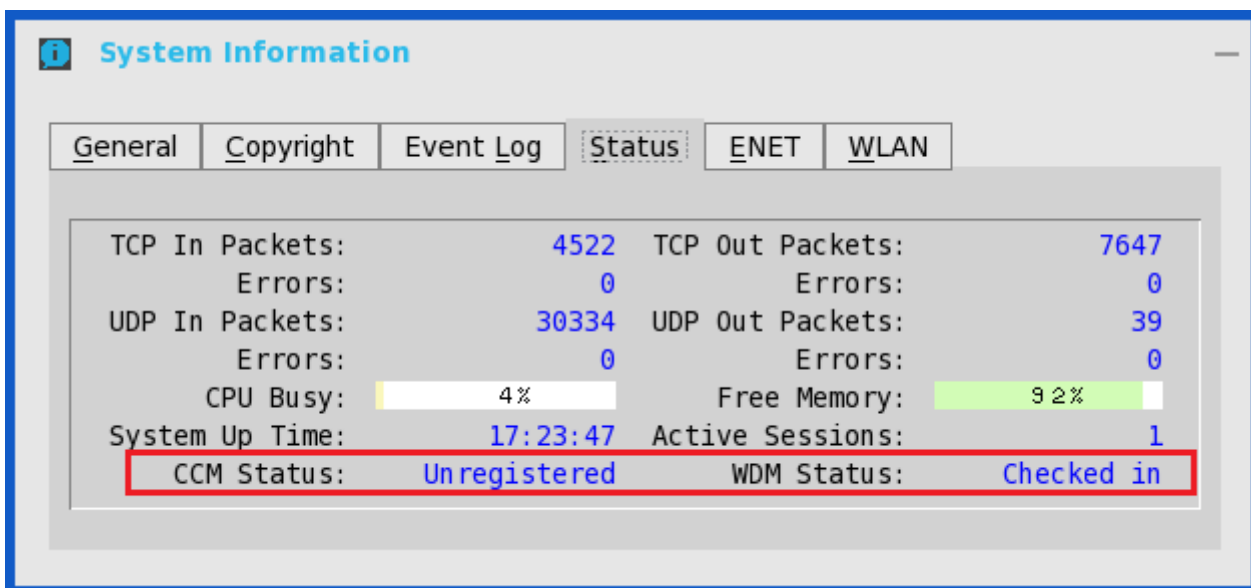 System Information
General Copyright Event Log Status ENET WLAN
TCP In Packets: 4522 TCP Out Packets: 7647
Errors: 0 Errors: 0
UDP In Packets: 30334 UDP Out Packets: 39
Errors: 0 Errors: 0
CPU Busy: 4% Free Memory: 92%
System Up Time: 17:23:47 Active Sessions: 1
CCM Status: Unregistered WDM Status: Checked in